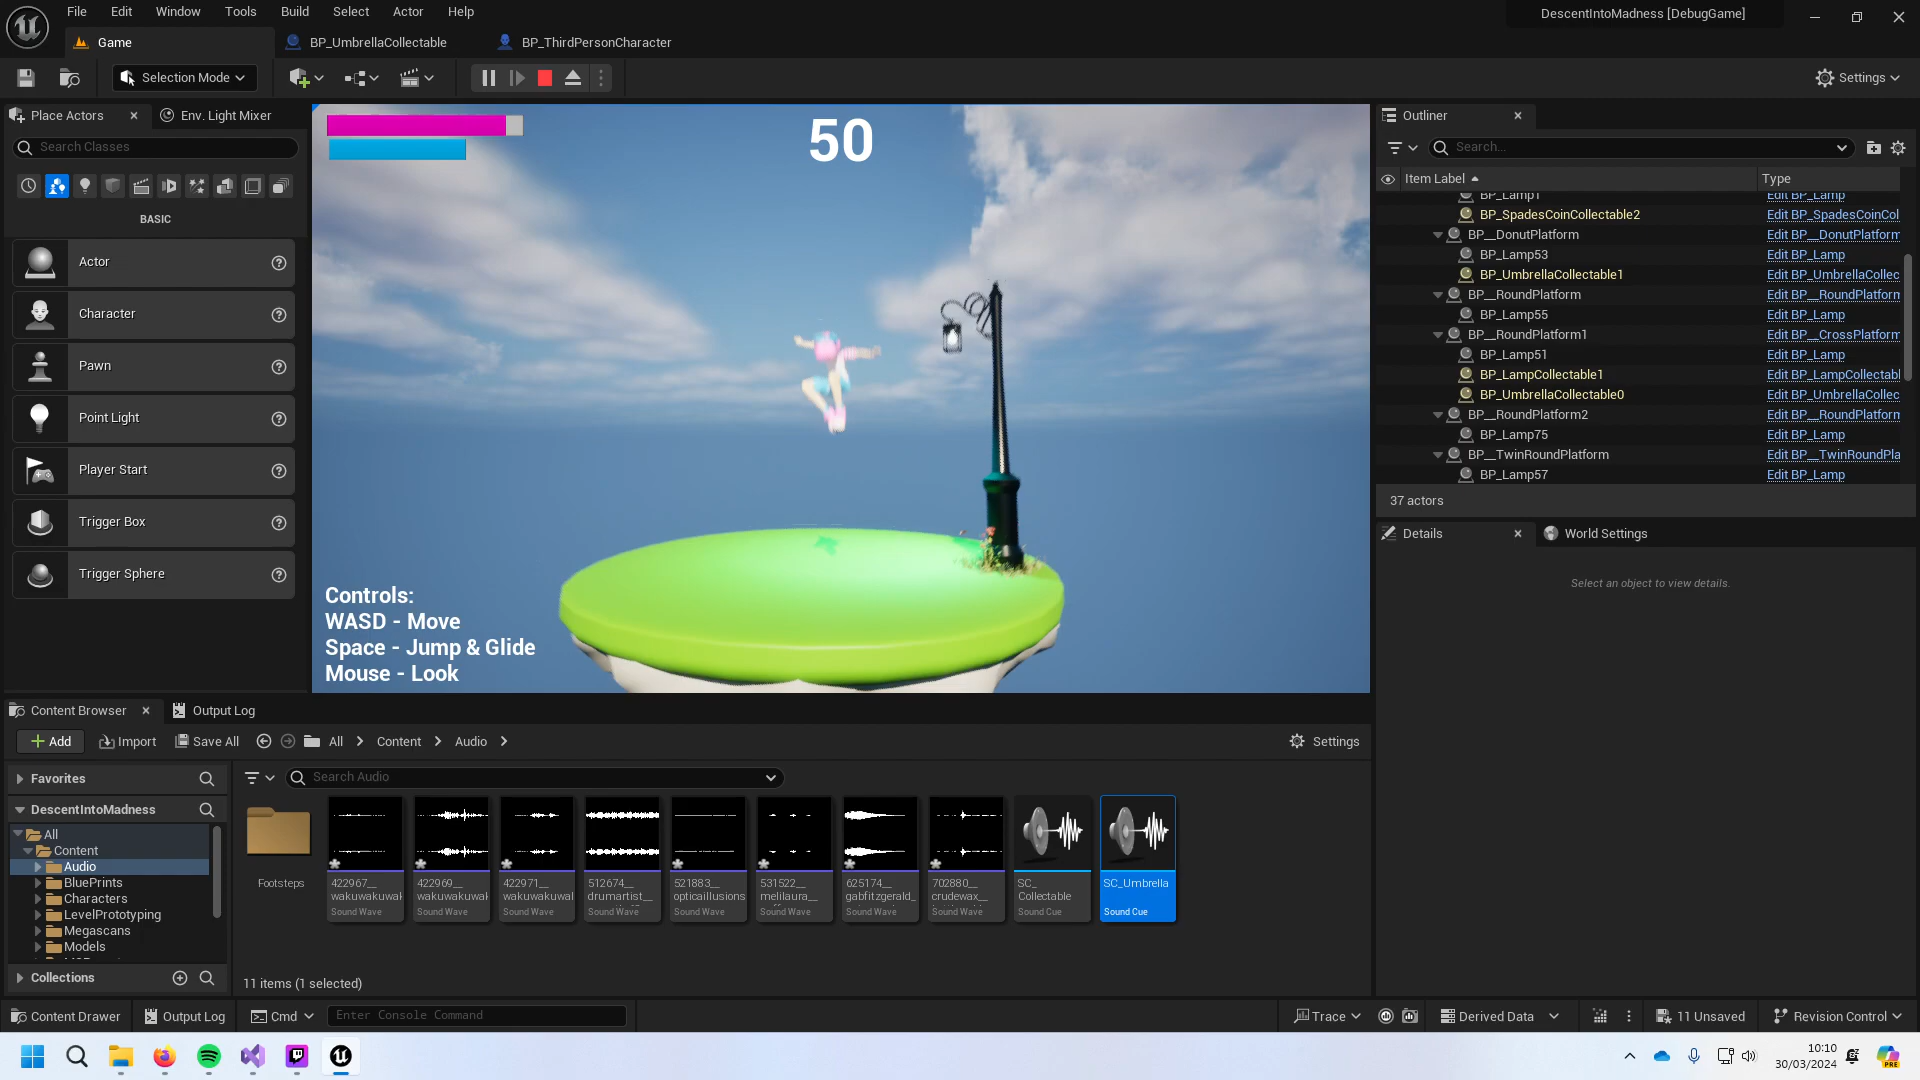 File Edit Window Tools Build Select Actor Help
DescentIntoMadness [DebugGame]
Game BP_UmbrellaCollectable BP_ThirdPersonCharacter
Selection Mode
Settings
Place Actors
Env. Light Mixer
Search Classes
BASIC
Actor
Character
Pawn
Point Light
Player Start
Trigger Box
Trigger Sphere
50
Controls:
WASD - Move
Space - Jump & Glide
Mouse - Look
Outliner
Search...
Item Label Type
BP_Lamp1 Edit BP_Lamp
BP_SpadesCoinCollectable2 Edit BP_SpadesCoinCol
BP__DonutPlatform Edit BP__DonutPlatform
BP_Lamp53 Edit BP_Lamp
BP_UmbrellaCollectable1 Edit BP_UmbrellaCollec
BP__RoundPlatform Edit BP__RoundPlatform
BP_Lamp55 Edit BP_Lamp
BP__RoundPlatform1 Edit BP__CrossPlatform
BP_Lamp51 Edit BP_Lamp
BP_LampCollectable1 Edit BP_LampCollectabl
BP_UmbrellaCollectable0 Edit BP_UmbrellaCollec
BP__RoundPlatform2 Edit BP__RoundPlatform
BP_Lamp75 Edit BP_Lamp
BP__TwinRoundPlatform Edit BP__TwinRoundPla
BP_Lamp57 Edit BP_Lamp
37 actors
Details
World Settings
Select an object to view details.
Content Browser
Output Log
Add
Import
Save All
All
Content
Audio
Settings
Favorites
Search Audio
DescentIntoMadness
All
Content
Audio
BluePrints
Characters
LevelPrototyping
Megascans
Models
Collections
Footsteps
422967__
wakuwakuwak
Sound Wave
422969__
wakuwakuwak
Sound Wave
422971__
wakuwakuwal
Sound Wave
512674__
drumartist__
Sound Wave
521883__
opticaillusions
Sound Wave
531522__
melilaura__
Sound Wave
625174__
gabfitzgerald_
Sound Wave
702880__
crudewax__
Sound Wave
SC_
Collectable
Sound Cue
SC_Umbrella
Sound Cue
11 items (1 selected)
Content Drawer
Output Log
Cmd
Enter Console Command
Trace
Derived Data
11 Unsaved
Revision Control
10:10
30/03/2024
PRE